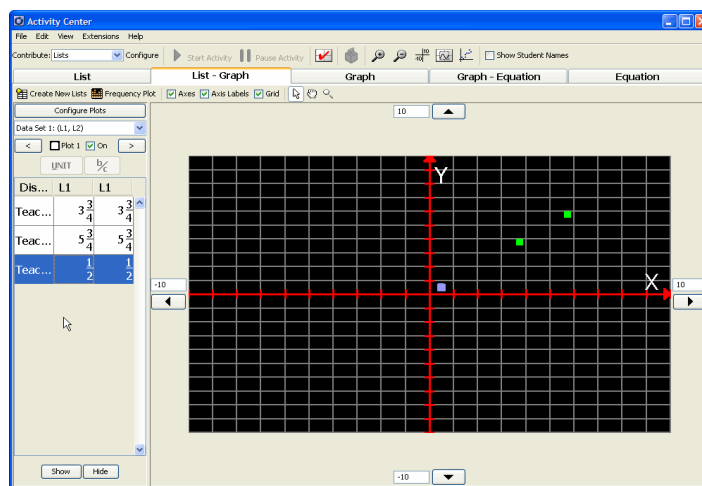 Activity Center
File Edit View Extensions Help
Contribute: Lists Configure Start Activity Pause Activity Show Student Names
List List - Graph Graph Graph - Equation Equation
Create New Lists Frequency Plot Axes Axis Labels Grid
Configure Plots
10
Data Set 1: (L1, L2)
< Plot 1 On >
UNIT b/c
Dis... L1 L1
Teac... 3 3/4 3 3/4
Teac... 5 3/4 5 3/4
Teac... 1/2 1/2
Y
X
-10
10
-10
Show Hide